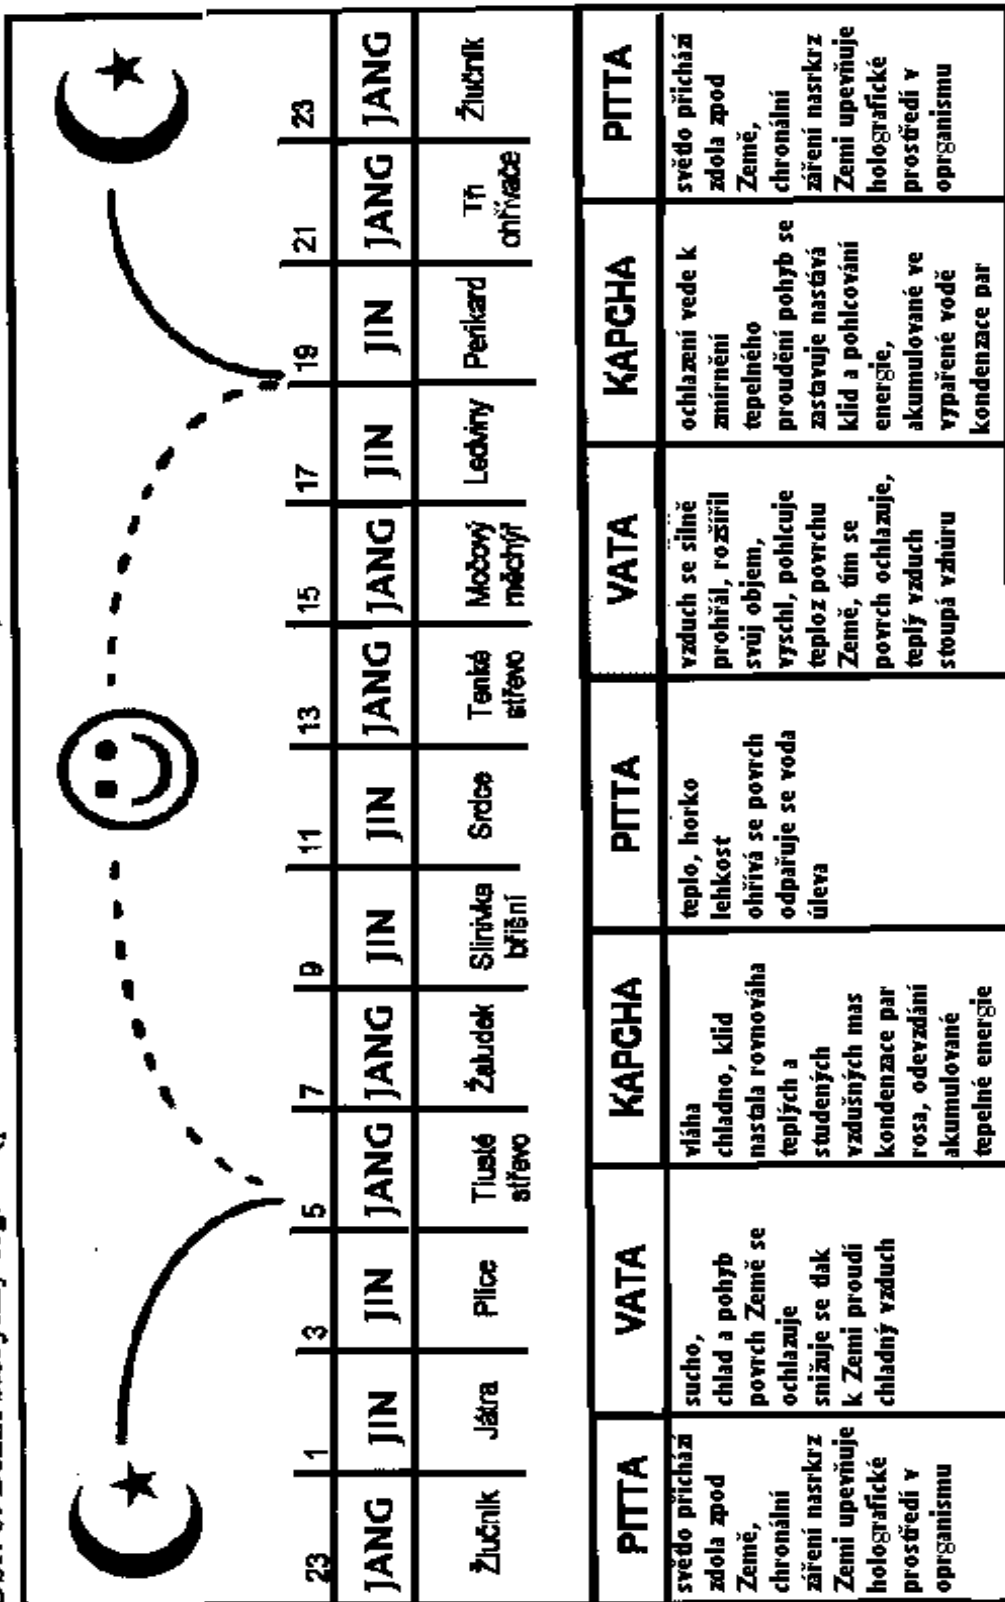 23 1 3 5 7 9 11 13 15 17 19 21 23
JANG JIN JIN JANG JANG JIN JIN JANG JANG JIN JIN JANG JANG
Žlučník
Játra
Plíce
Tlusté
střevo
Žaludek
Slinivka
břišní
Srdce
Tenké
střevo
Močový
měchýř
Ledviny
Perikard
Tři
ohřívače
Žlučník
PITTA VATA KAPCHA PITTA VATA KAPCHA PITTA
svědo přichází
zdola zpod
Země,
chronální
záření nasrkrz
Zemi upevňuje
holografické
prostředí v
oprganismu
sucho,
chlad a pohyb
povrch Země se
ochlazuje
snižuje se tlak
k Zemi proudí
chladný vzduch
vláha
chladno, klid
nastala rovnováha
teplých a
studených
vzdušných mas
kondenzace par
rosa, odevzdání
akumulované
tepelné energie
teplo, horko
lehkost
ohřívá se povrch
odpařuje se voda
úleva
vzduch se silně
prohřál, rozšířil
svůj objem,
vyschl, pohlcuje
teploz povrchu
Země, tím se
povrch ochlazuje,
teplý vzduch
stoupá vzhůru
ochlazení vede k
zmírnění
tepelného
proudění pohyb se
zastavuje nastává
klid a pohlcování
energie,
akumulované ve
vypařené vodě
kondenzace par
svědo přichází
zdola zpod
Země,
chronální
záření nasrkrz
Zemi upevňuje
holografické
prostředí v
oprganismu